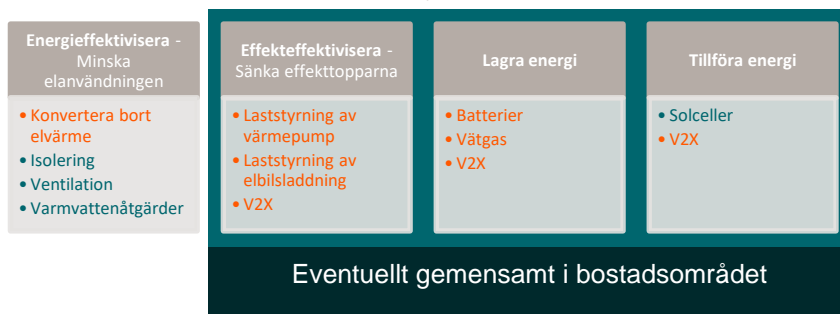 Energieffektivisera -
Minska
elanvändningen
• Konvertera bort
elvärme
• Isolering
• Ventilation
• Varmvattenåtgärder
Effekteffektivisera -
Sänka effekttopparna
• Laststyrning av
värmepump
• Laststyrning av
elbilsladdning
• V2X
Lagra energi
• Batterier
• Vätgas
• V2X
Tillföra energi
• Solceller
• V2X
Eventuellt gemensamt i bostadsområdet